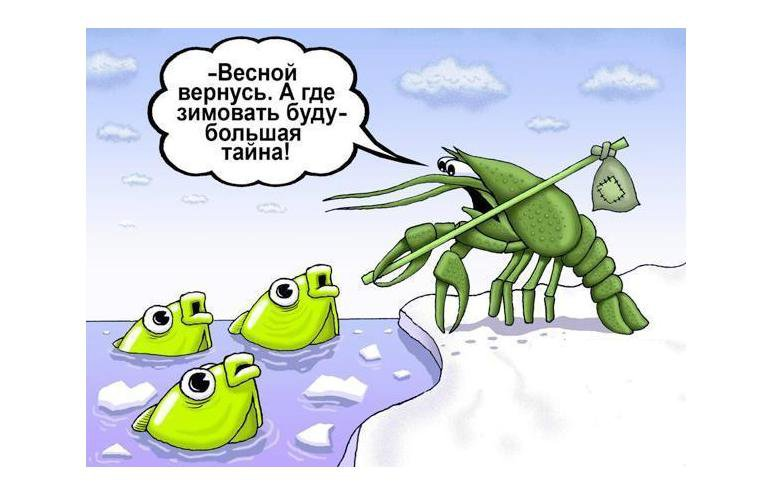 -Весной
вернусь. А где
зимовать буду-
большая
тайна!